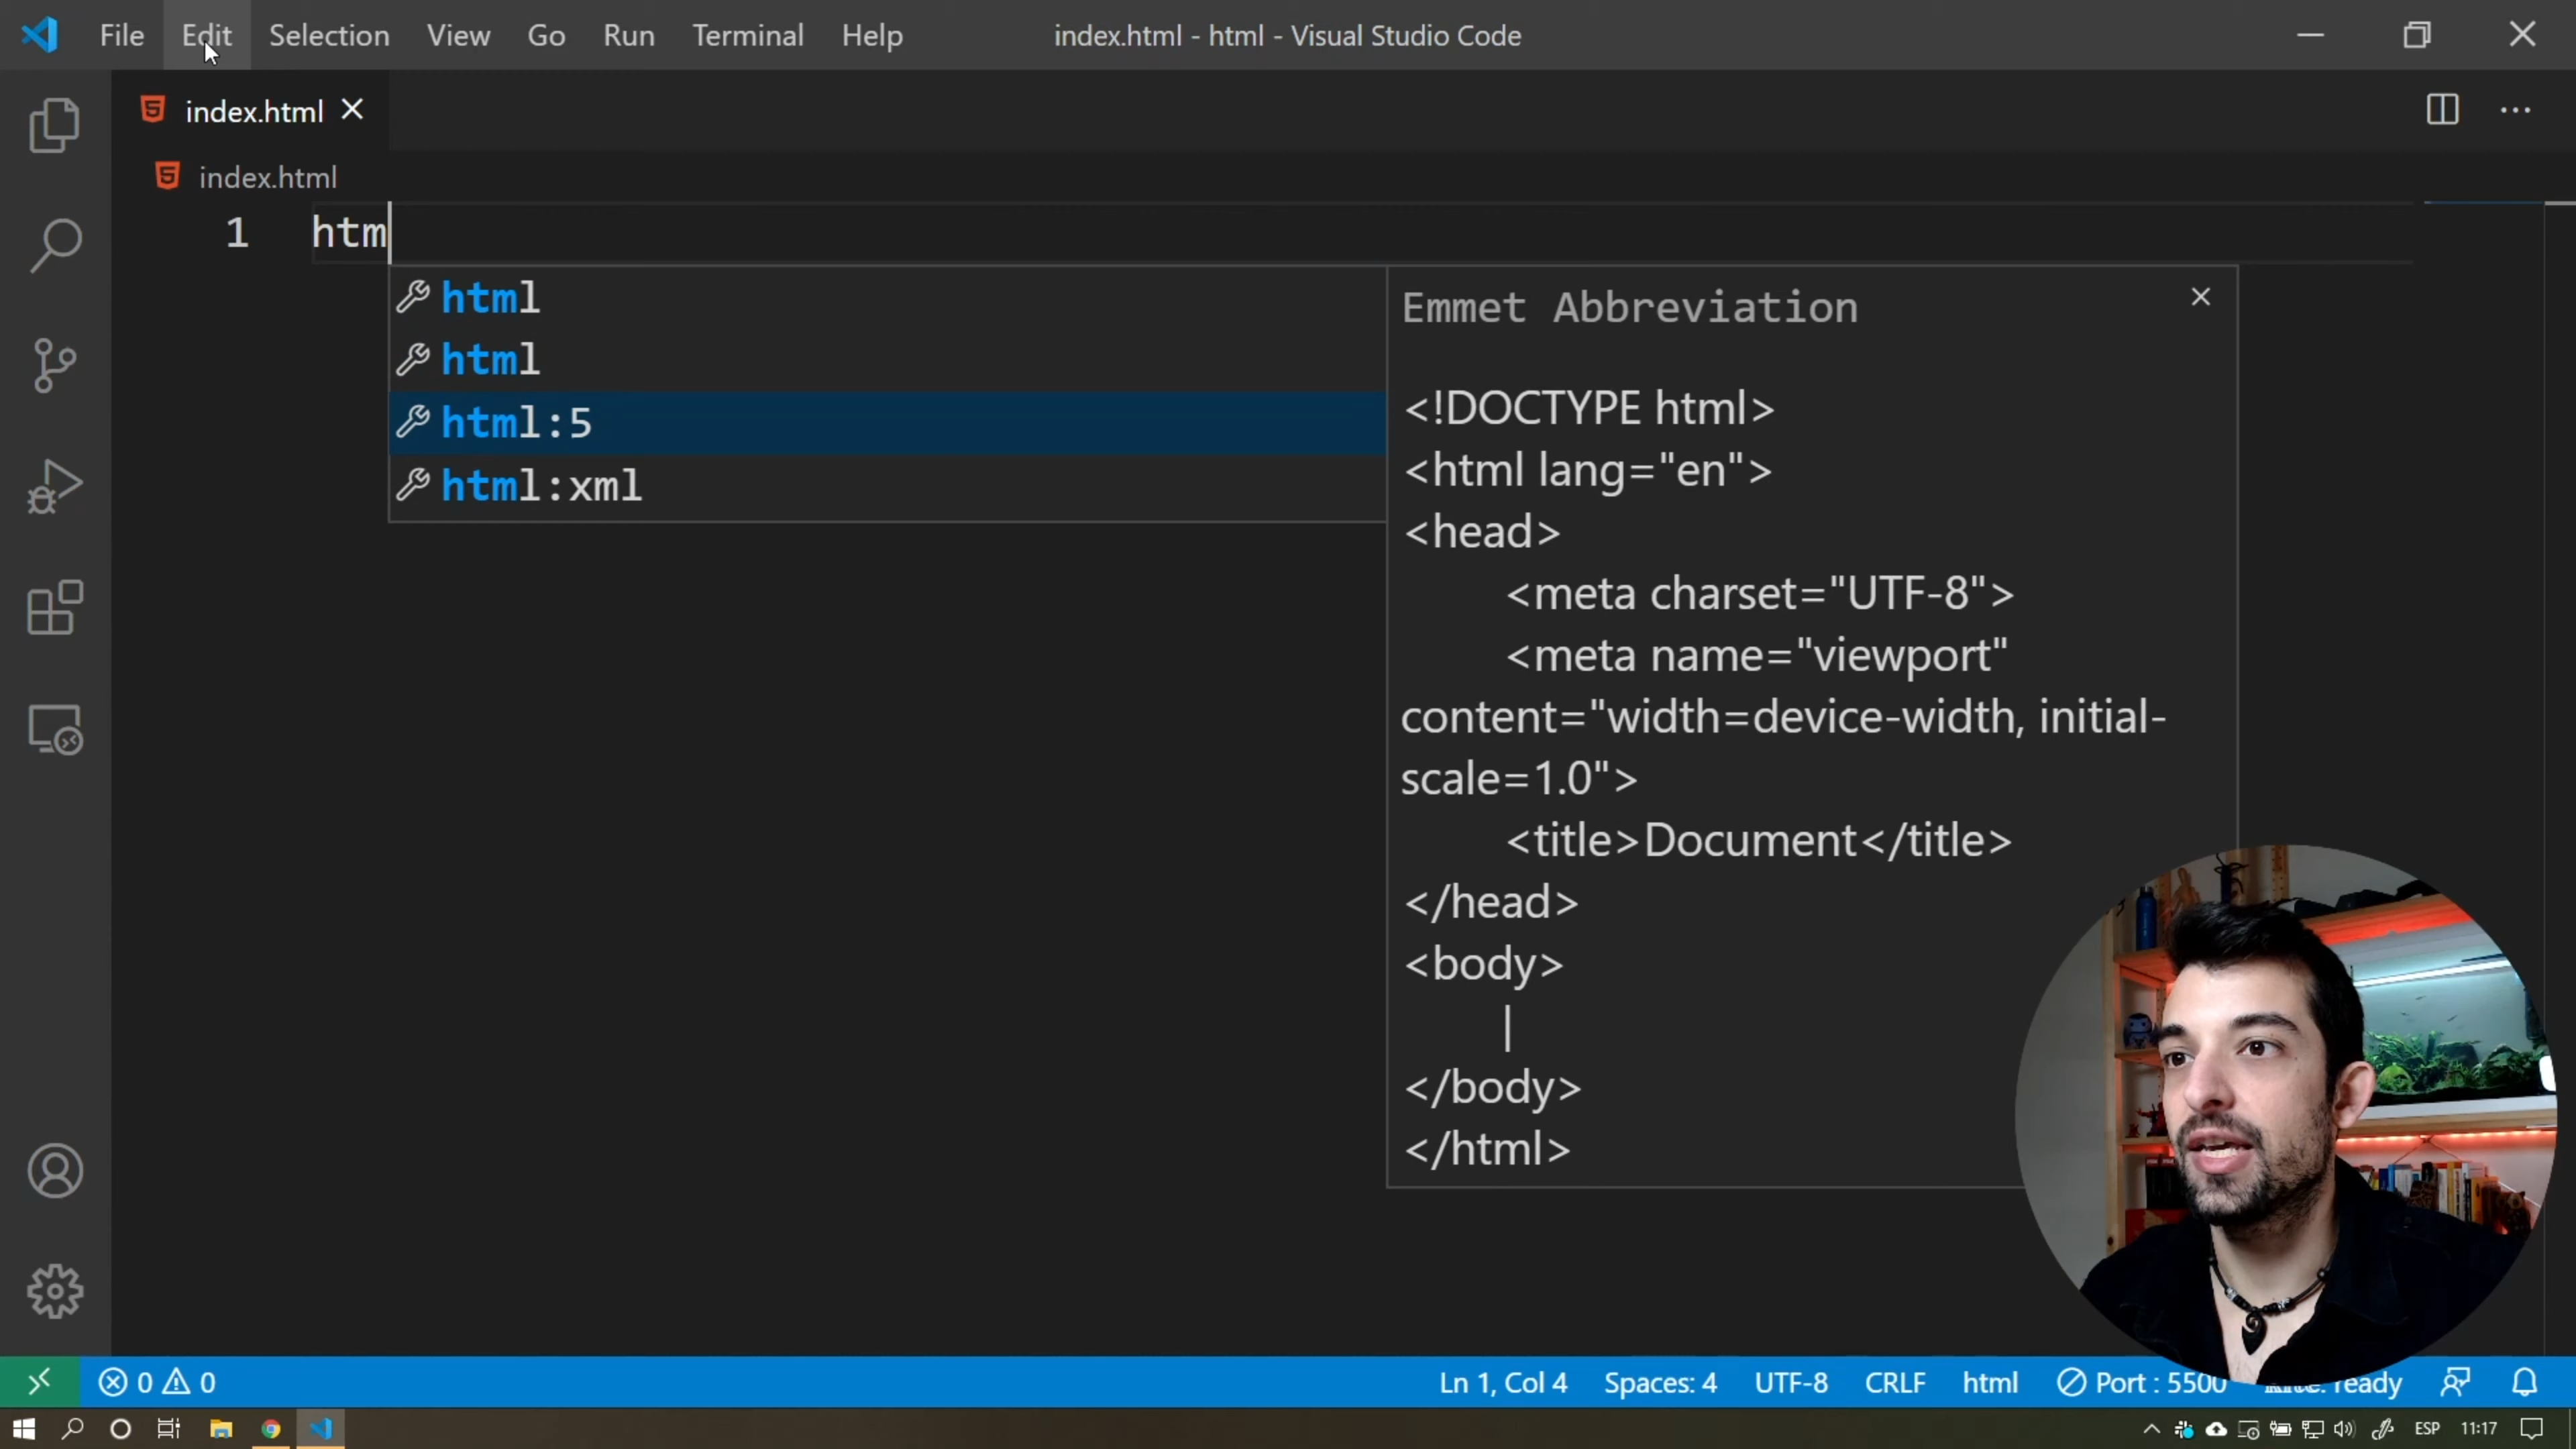 File Edit Selection View Go Run Terminal Help index.html - html - Visual Studio Code
index.html
index.html
1 htm
html
html
html:5
html:xml
Emmet Abbreviation
<!DOCTYPE html>
<html lang="en">
<head>
<meta charset="UTF-8">
<meta name="viewport"
content="width=device-width, initial-
scale=1.0">
<title>Document</title>
</head>
<body>
|
</body>
</html>
0 0 Ln 1, Col 4 Spaces: 4 UTF-8 CRLF html Port : 5500 ready
ESP 11:17